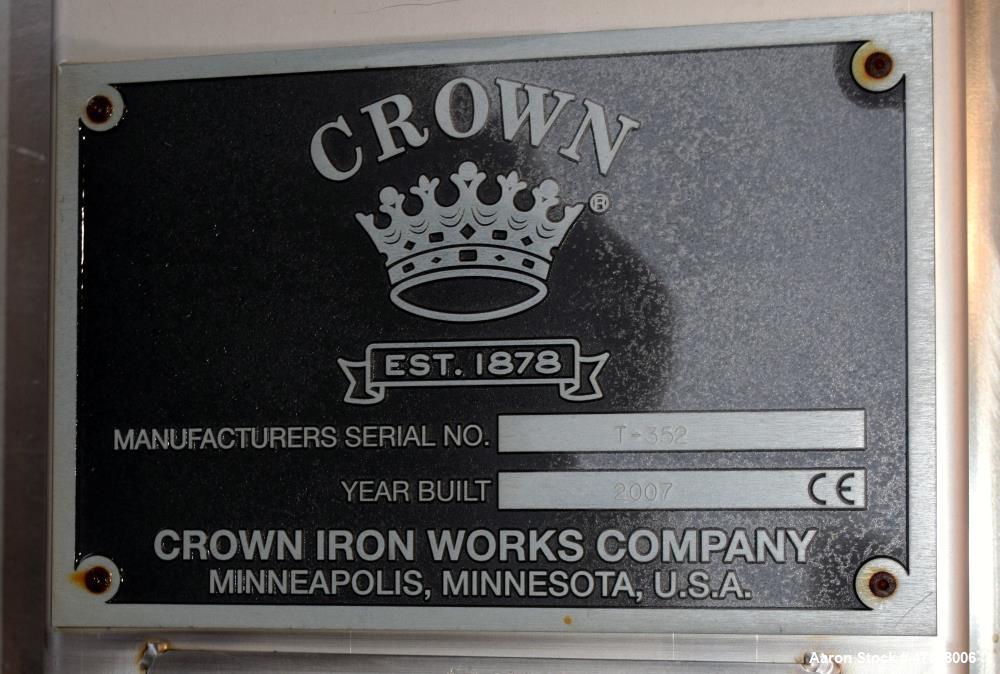 CROWN
®
EST. 1878
MANUFACTURERS SERIAL NO. T-352
YEAR BUILT 2007 CE
CROWN IRON WORKS COMPANY
MINNEAPOLIS, MINNESOTA, U.S.A.
Aaron Stock #